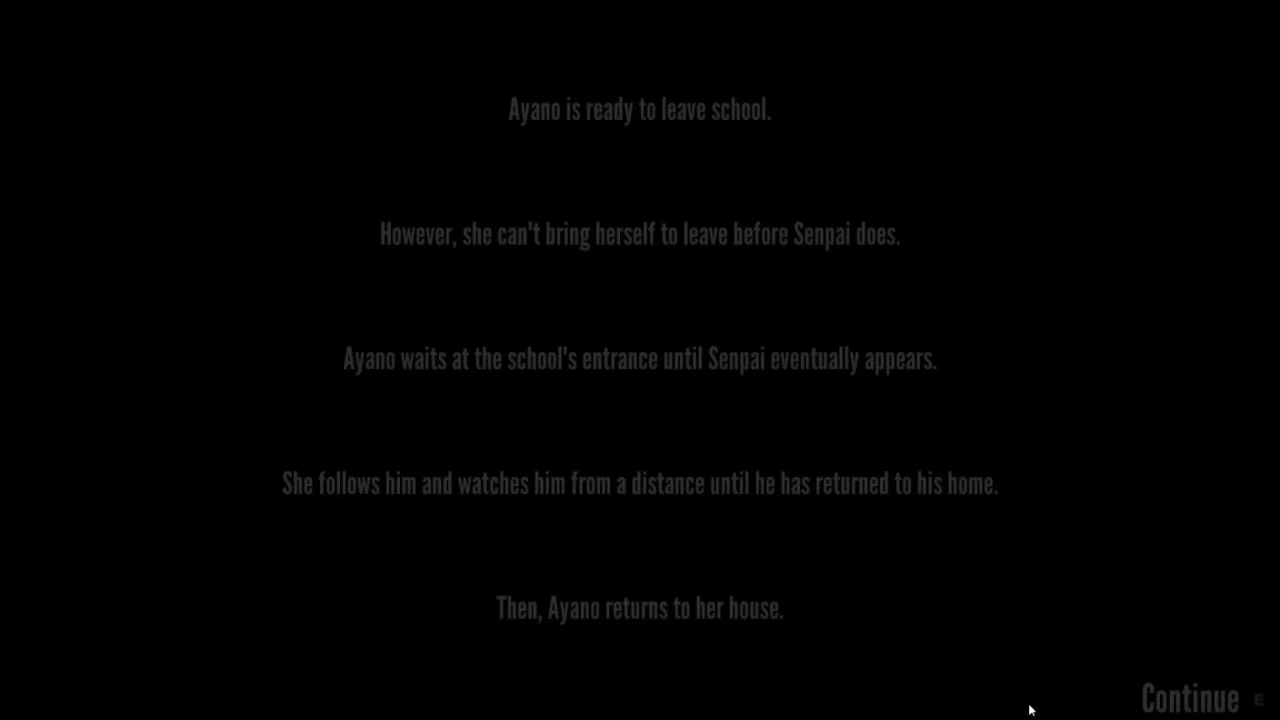 Ayano is ready to leave school.
However, she can't bring herself to leave before Senpai does.
Ayano waits at the school's entrance until Senpai eventually appears.
She follows him and watches him from a distance until he has returned to his home.
Then, Ayano returns to her house.
Continue E